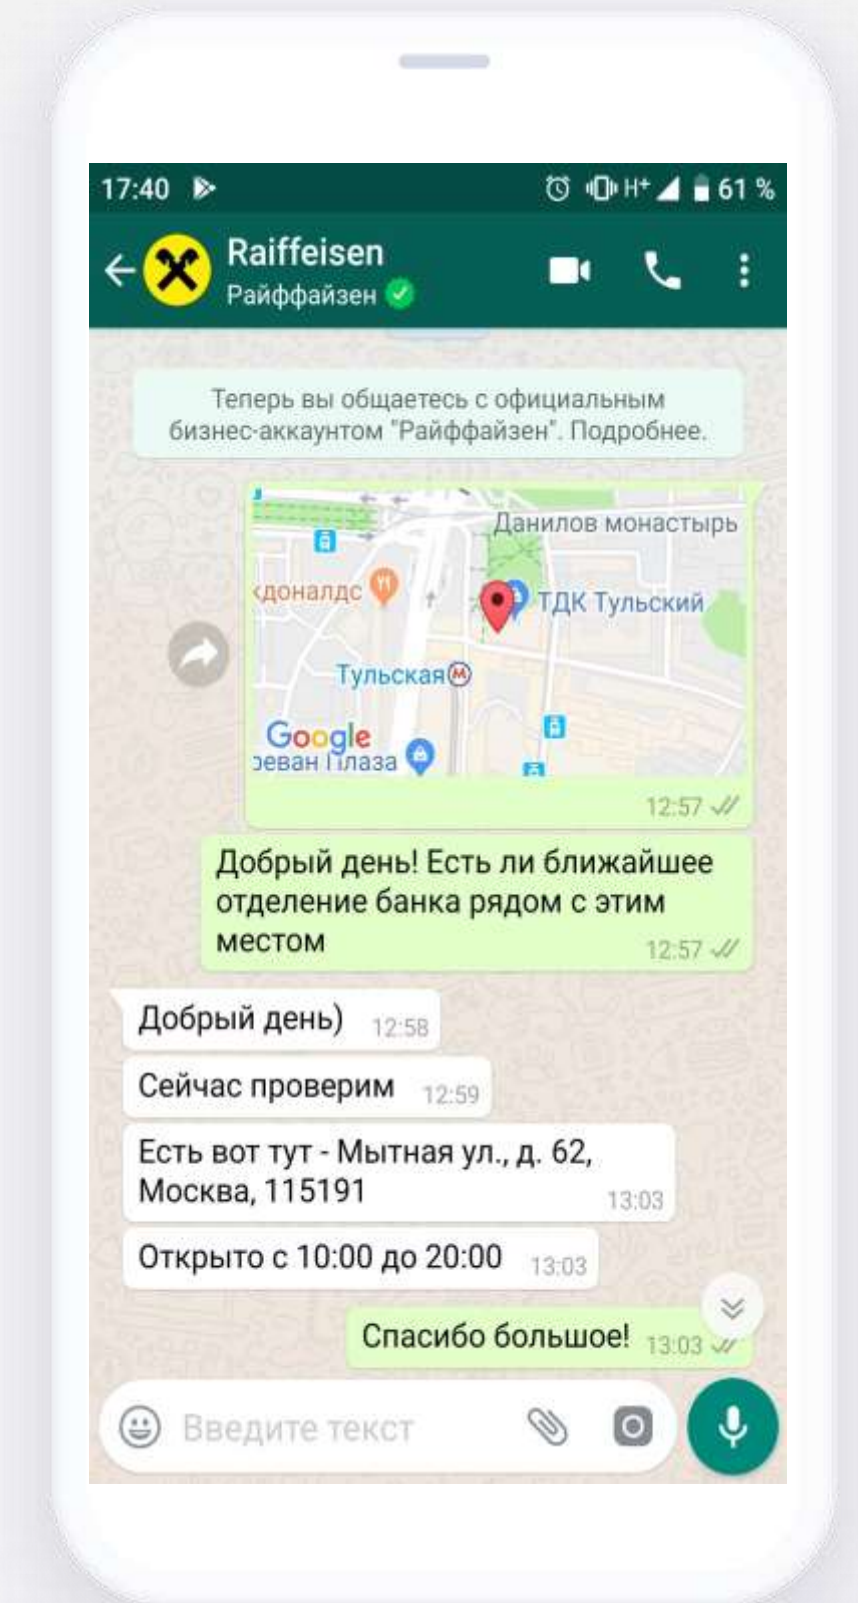 17:40
H+
61 %
Raiffeisen
Райффайзен
Теперь вы общаетесь с официальным
бизнес-аккаунтом "Райффайзен". Подробнее.
Данилов монастырь
кдоналдс
ТДК Тульский
Тульская М
Google
реван Плаза
12:57
Добрый день! Есть ли ближайшее
отделение банка рядом с этим
местом
12:57
Добрый день) 12:58
Сейчас проверим 12:59
Есть вот тут - Мытная ул., д. 62,
Москва, 115191
13:03
Открыто с 10:00 до 20:00 13:03
Спасибо большое! 13:03
Введите текст